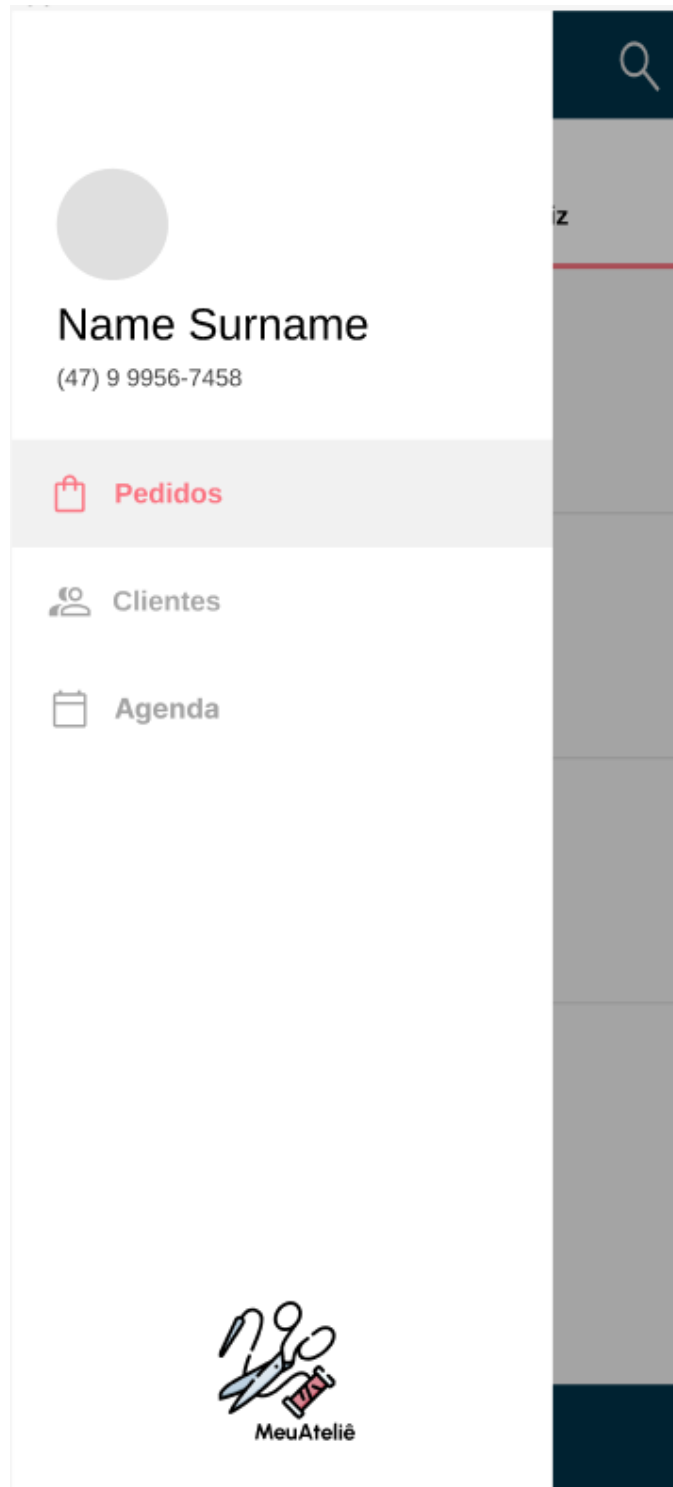 Name Surname
(47) 9 9956-7458
Pedidos
Clientes
Agenda
MeuAteliê